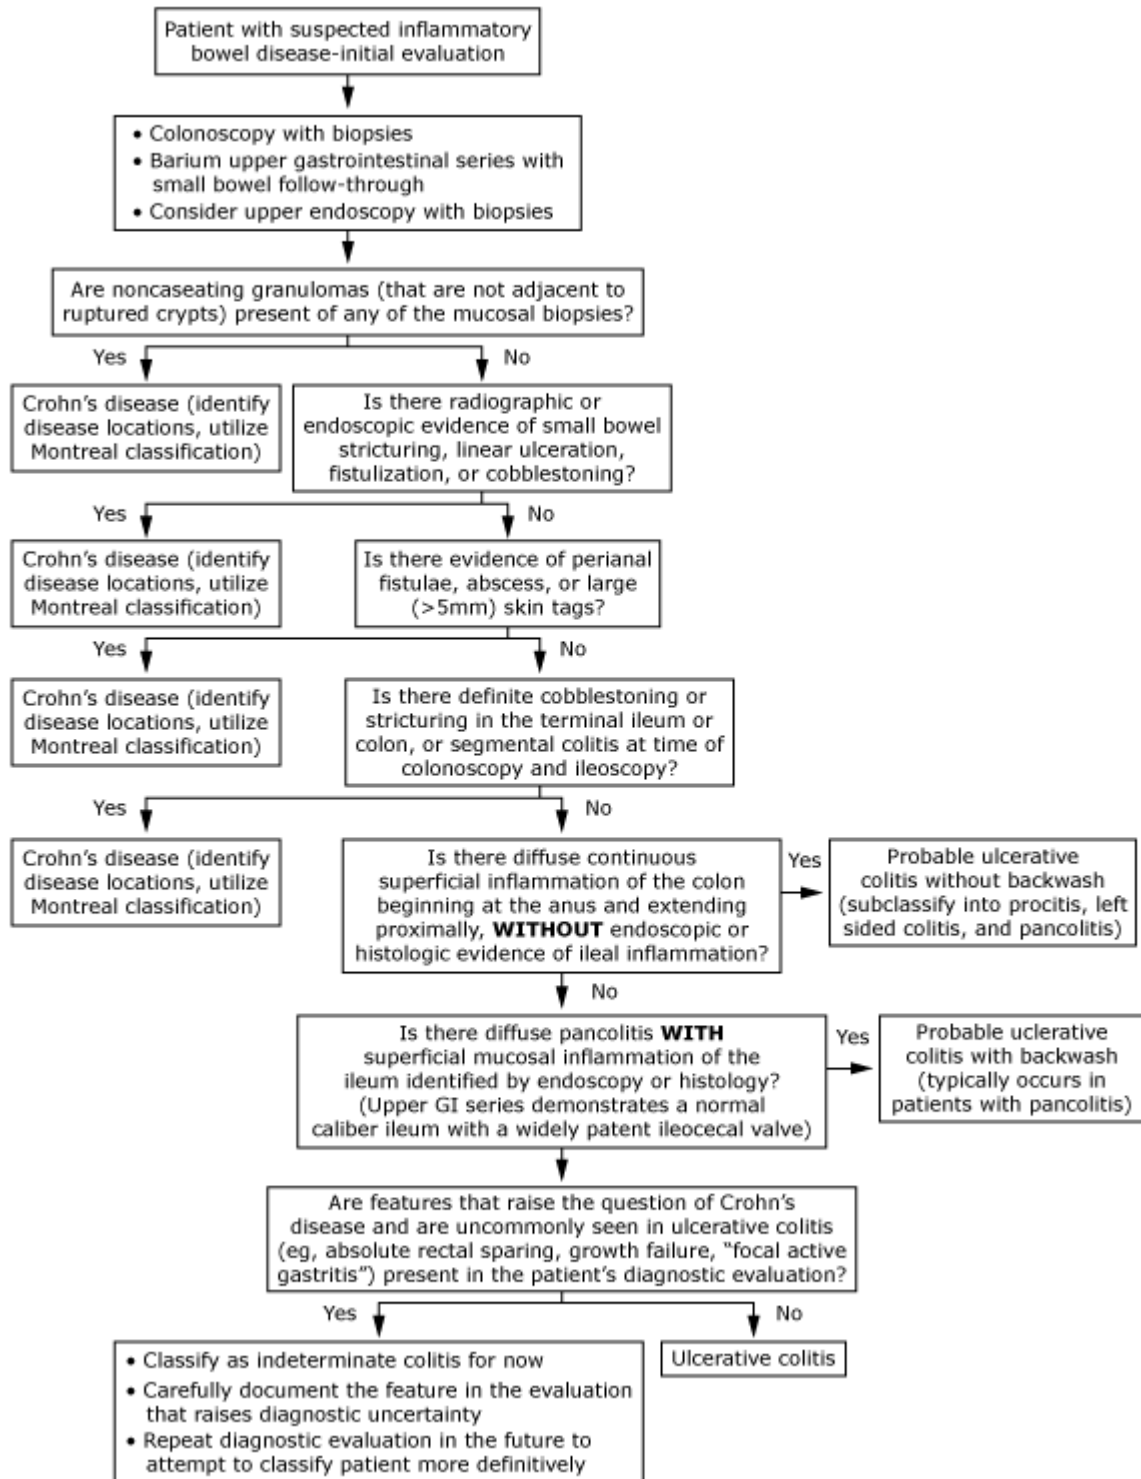 Patient with suspected inflammatory
bowel disease-initial evaluation
• Colonoscopy with biopsies
• Barium upper gastrointestinal series with
small bowel follow-through
• Consider upper endoscopy with biopsies
Are noncaseating granulomas (that are not adjacent to
ruptured crypts) present of any of the mucosal biopsies?
Yes
No
Crohn's disease (identify
disease locations, utilize
Montreal classification)
Is there radiographic or
endoscopic evidence of small bowel
stricturing, linear ulceration,
fistulization, or cobblestoning?
Yes
No
Crohn's disease (identify
disease locations, utilize
Montreal classification)
Is there evidence of perianal
fistulae, abscess, or large
(>5mm) skin tags?
Yes
No
Crohn's disease (identify
disease locations, utilize
Montreal classification)
Is there definite cobblestoning or
stricturing in the terminal ileum or
colon, or segmental colitis at time of
colonoscopy and ileoscopy?
Yes
No
Crohn's disease (identify
disease locations, utilize
Montreal classification)
Is there diffuse continuous
superficial inflammation of the colon
beginning at the anus and extending
proximally, WITHOUT endoscopic or
histologic evidence of ileal inflammation?
Yes
Probable ulcerative
colitis without backwash
(subclassify into procitis, left
sided colitis, and pancolitis)
No
Is there diffuse pancolitis WITH
superficial mucosal inflammation of the
ileum identified by endoscopy or histology?
(Upper GI series demonstrates a normal
caliber ileum with a widely patent ileocecal valve)
Yes
Probable uclerative
colitis with backwash
(typically occurs in
patients with pancolitis)
Are features that raise the question of Crohn's
disease and are uncommonly seen in ulcerative colitis
(eg, absolute rectal sparing, growth failure, "focal active
gastritis") present in the patient's diagnostic evaluation?
Yes
No
• Classify as indeterminate colitis for now
• Carefully document the feature in the evaluation
that raises diagnostic uncertainty
• Repeat diagnostic evaluation in the future to
attempt to classify patient more definitively
Ulcerative colitis